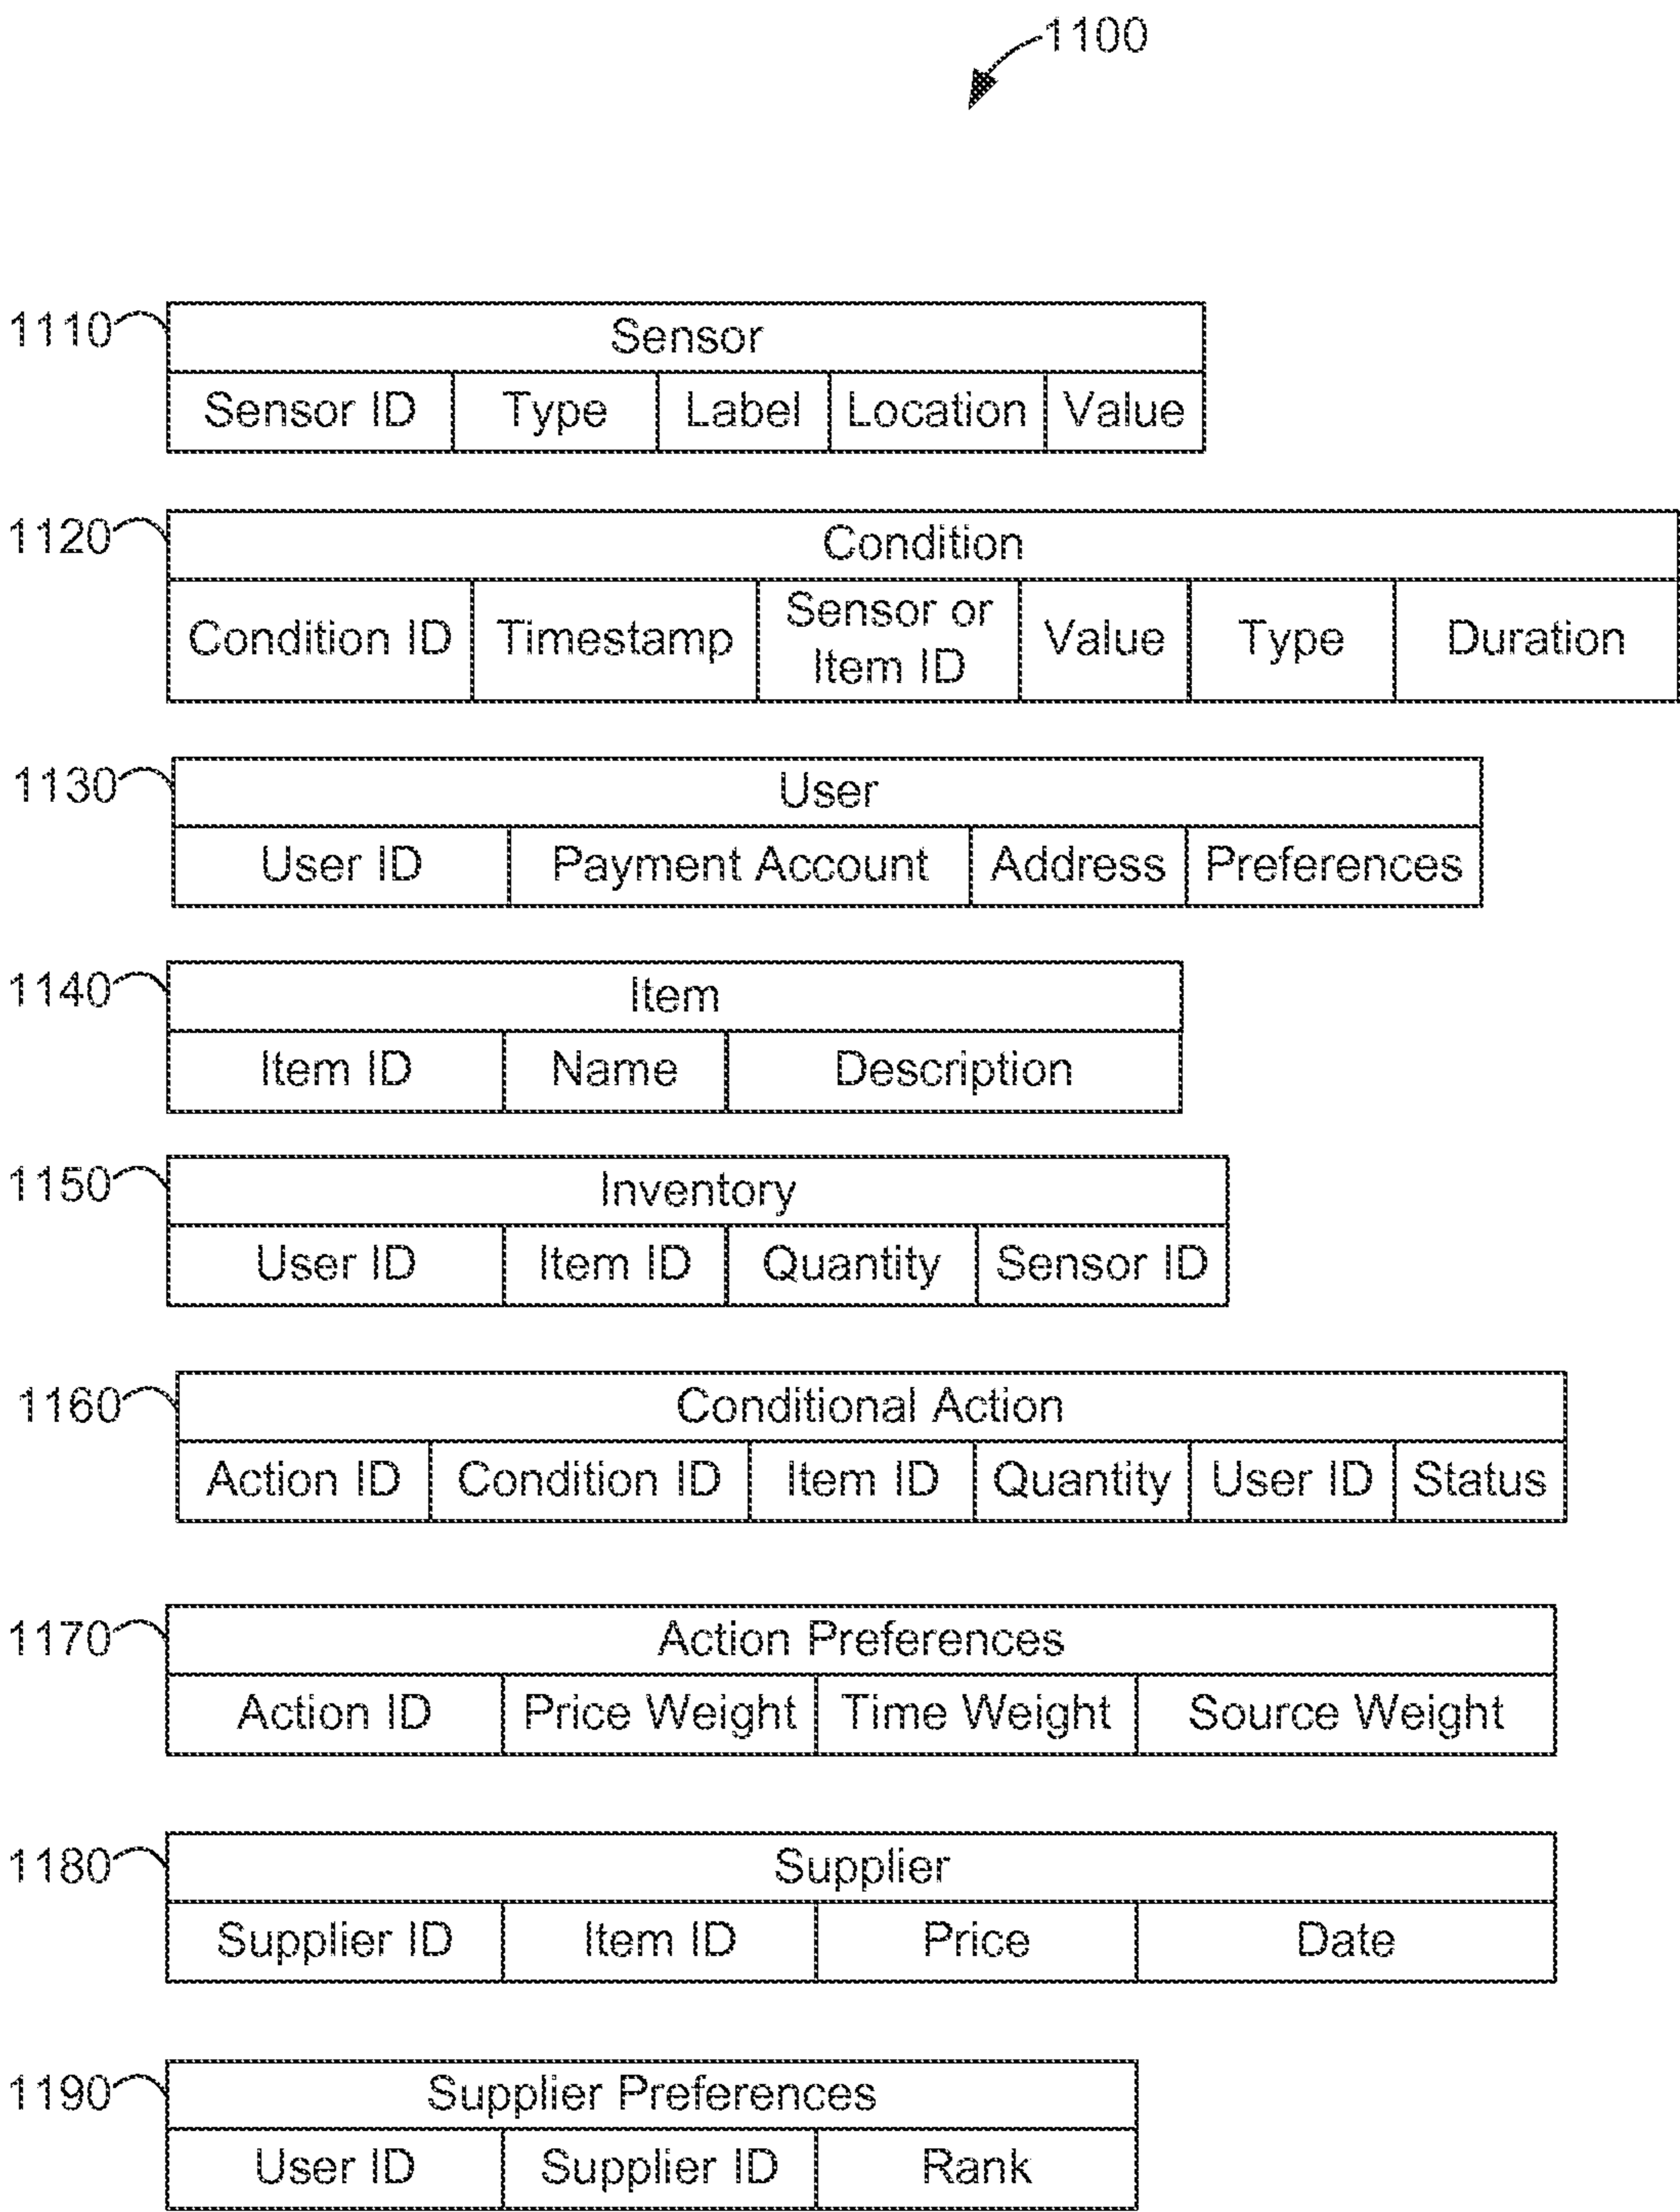 1100
1110
Sensor
Sensor ID Type Label Location Value
1120
Condition
Condition ID Timestamp Sensor or Item ID Value Type Duration
1130
User
User ID Payment Account Address Preferences
1140
Item
Item ID Name Description
1150
Inventory
User ID Item ID Quantity Sensor ID
1160
Conditional Action
Action ID Condition ID Item ID Quantity User ID Status
1170
Action Preferences
Action ID Price Weight Time Weight Source Weight
1180
Supplier
Supplier ID Item ID Price Date
1190
Supplier Preferences
User ID Supplier ID Rank